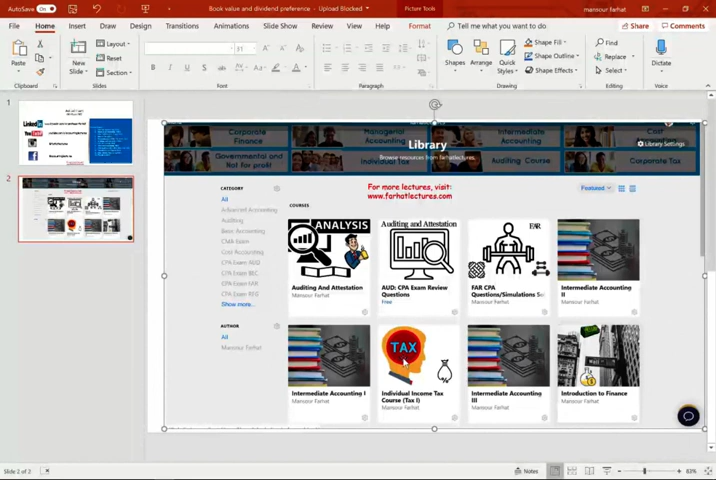 AutoSave On
Book value and dividend preference - Upload Blocked
Picture Tools
mansour farhat
File Home Insert Draw Design Transitions Animations Slide Show Review View Help Format Tell me what you want to do Share Comments
Paste
New Slide
Layout
Reset
Section
31
Shapes
Arrange
Quick Styles
Shape Fill
Shape Outline
Shape Effects
Find
Replace
Select
Dictate
Clipboard Slides Font Paragraph Drawing Editing Voice
1
2
Corporate Finance
Managerial Accounting
Intermediate Accounting
Cost
Governmental and Not for profit
Individual Tax
Auditing Course
Corporate Tax
Library
Browse resources from farhatlectures.
Library Settings
For more lectures, visit:
www.farhatlectures.com
Featured
CATEGORY
All
Advanced Accounting
Auditing
Basic Accounting
CMA Exam
Cost Accounting
CPA Exam AUD
CPA Exam BEC
CPA Exam FAR
CPA Exam REG
Show more...
AUTHOR
All
Mansour Farhat
COURSES
ANALYSIS
Auditing And Attestation
Mansour Farhat
Auditing and Attestation
AUD: CPA Exam Review Questions
Free
FAR
FAR CPA Questions/Simulations
Mansour Farhat
Intermediate Accounting II
Mansour Farhat
Intermediate Accounting I
Mansour Farhat
TAX
Individual Income Tax Course (Tax I)
Mansour Farhat
Intermediate Accounting III
Mansour Farhat
Introduction to Finance
Mansour Farhat
Slide 2 of 2
Notes
83%